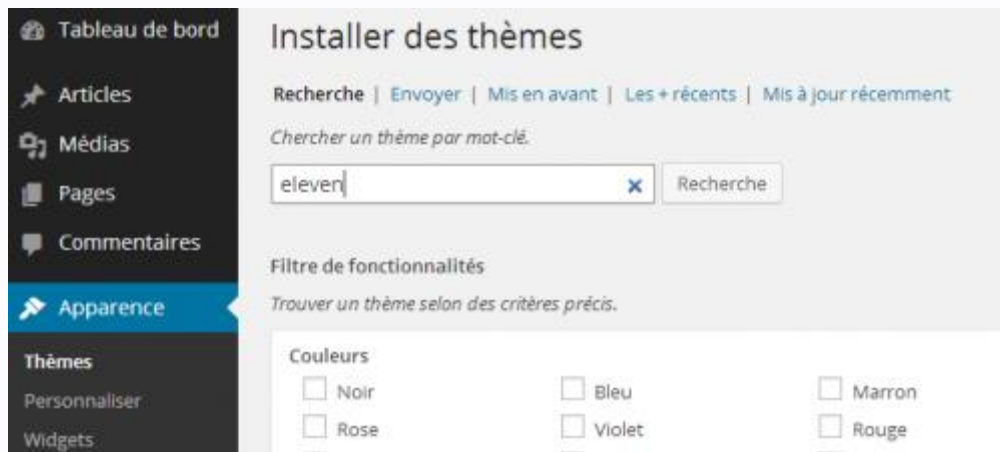 Tableau de bord
Articles
Médias
Pages
Commentaires
Apparence
Thèmes
Personnaliser
Widgets
Installer des thèmes
Recherche | Envoyer | Mis en avant | Les + récents | Mis à jour récemment
Chercher un thème par mot-clé.
eleven
Recherche
Filtre de fonctionnalités
Trouver un thème selon des critères précis.
Couleurs
Noir Bleu Marron
Rose Violet Rouge